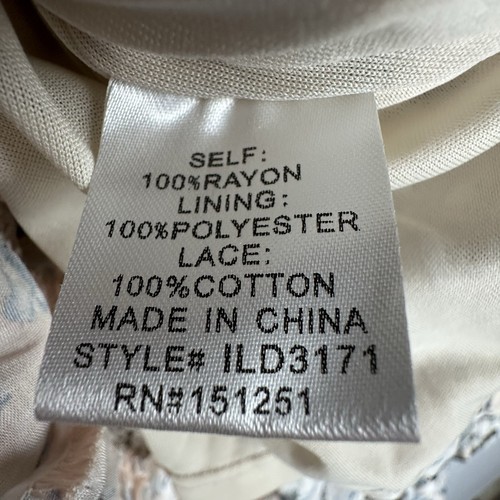 SELF:
100%RAYON
LINING:
100%POLYESTER
LACE:
100%COTTON
MADE IN CHINA
STYLE# ILD3171
RN#151251